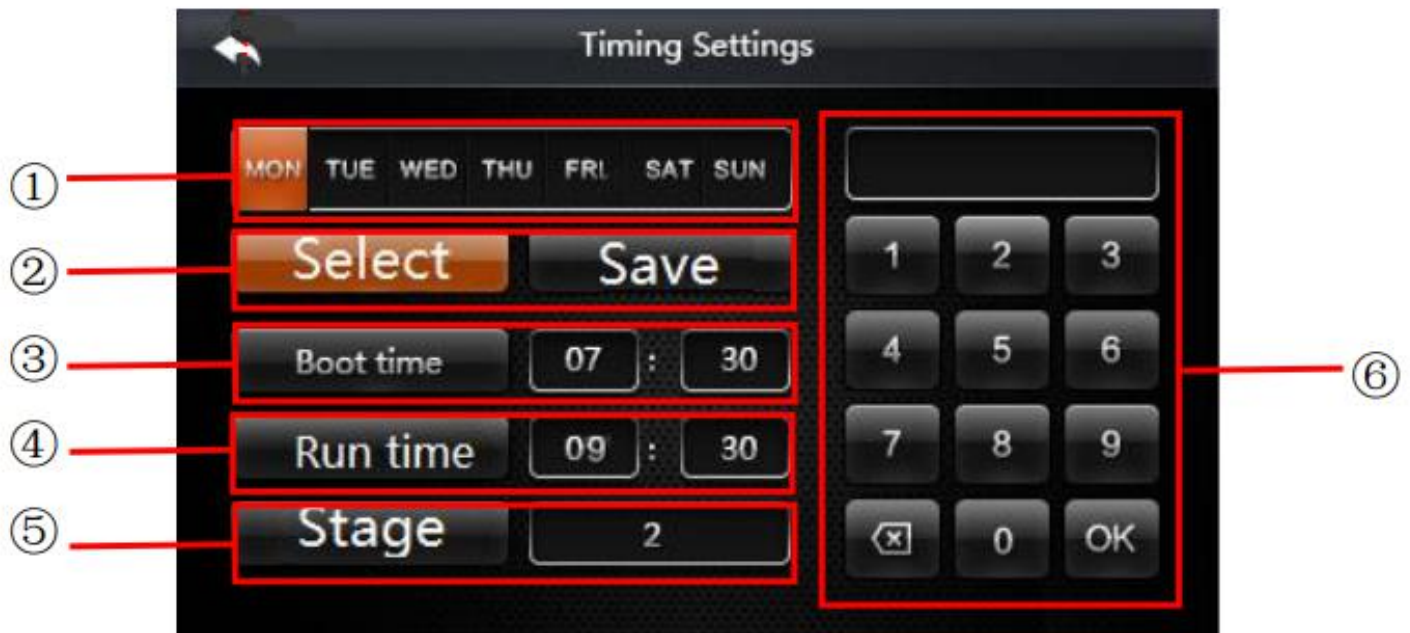 Timing Settings
① MON TUE WED THU FRI. SAT SUN
② Select Save
③ Boot time 07 : 30
④ Run time 09 : 30
⑤ Stage 2
1 2 3
4 5 6
7 8 9
0 OK
⑥